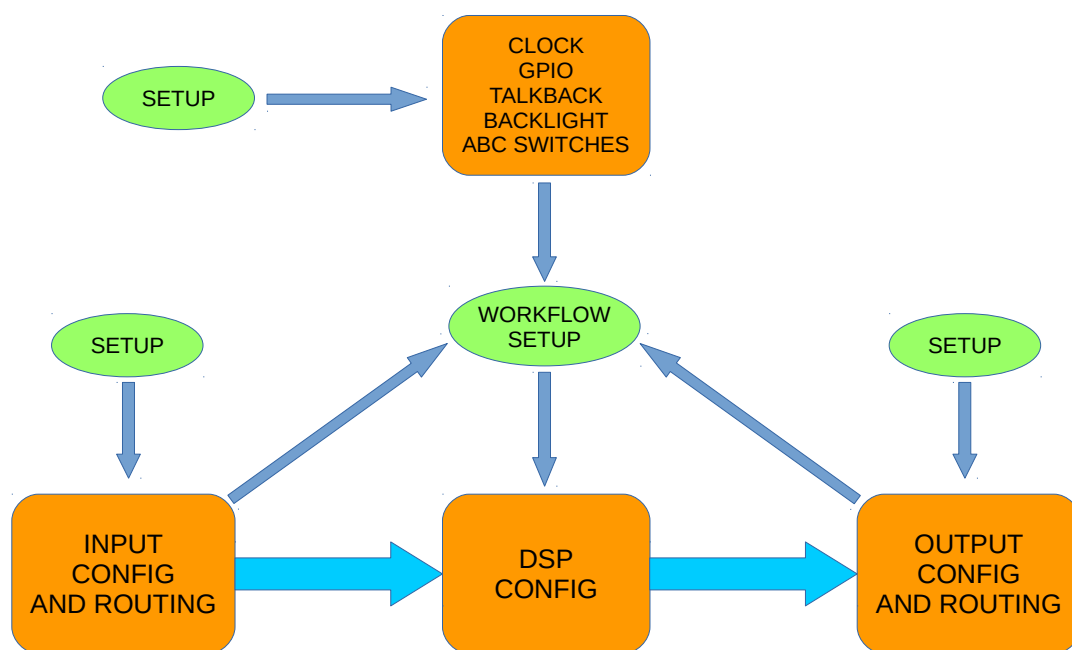 CLOCK
GPIO
TALKBACK
BACKLIGHT
ABC SWITCHES
SETUP
WORKFLOW
SETUP
SETUP
SETUP
INPUT
CONFIG
AND ROUTING
DSP
CONFIG
OUTPUT
CONFIG
AND ROUTING